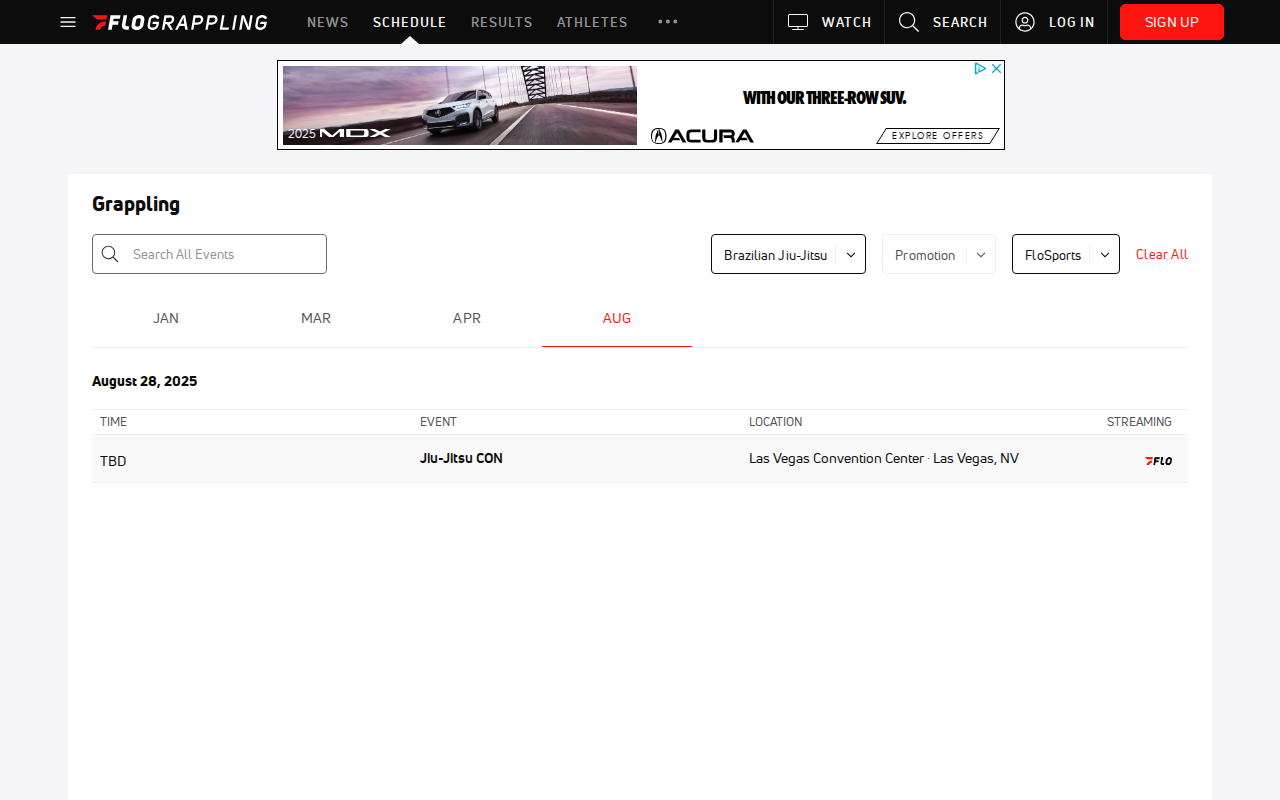 FLOGRAPPLING NEWS SCHEDULE RESULTS ATHLETES ••• WATCH SEARCH LOG IN SIGN UP
2025 MDX
WITH OUR THREE-ROW SUV.
ACURA EXPLORE OFFERS
Grappling
Search All Events Brazilian Jiu-Jitsu Promotion FloSports Clear All
JAN MAR APR AUG
August 28, 2025
TIME EVENT LOCATION STREAMING
TBD Jiu-Jitsu CON Las Vegas Convention Center · Las Vegas, NV FLO